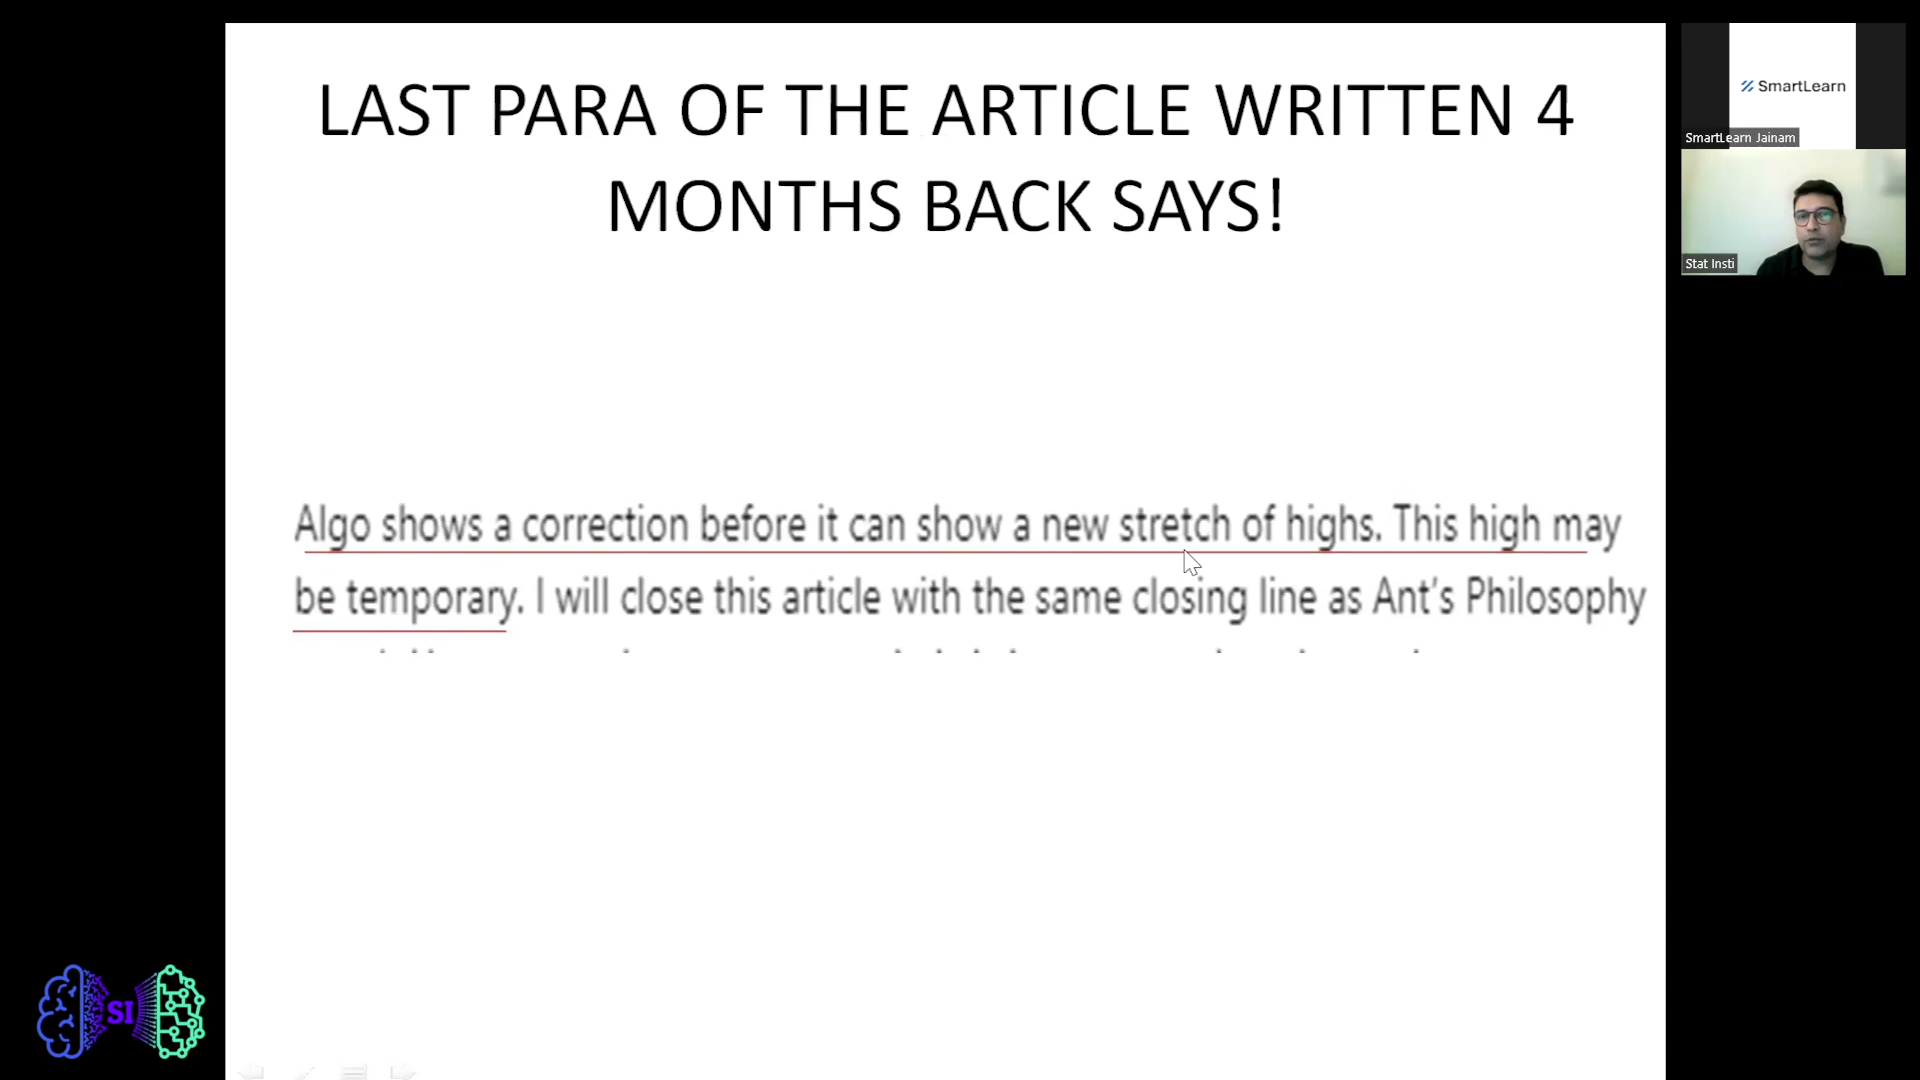 LAST PARA OF THE ARTICLE WRITTEN 4
MONTHS BACK SAYS!
Algo shows a correction before it can show a new stretch of highs. This high may
be temporary. I will close this article with the same closing line as Ant's Philosophy
SmartLearn
SmartLearn Jainam
Stat Insti
SI